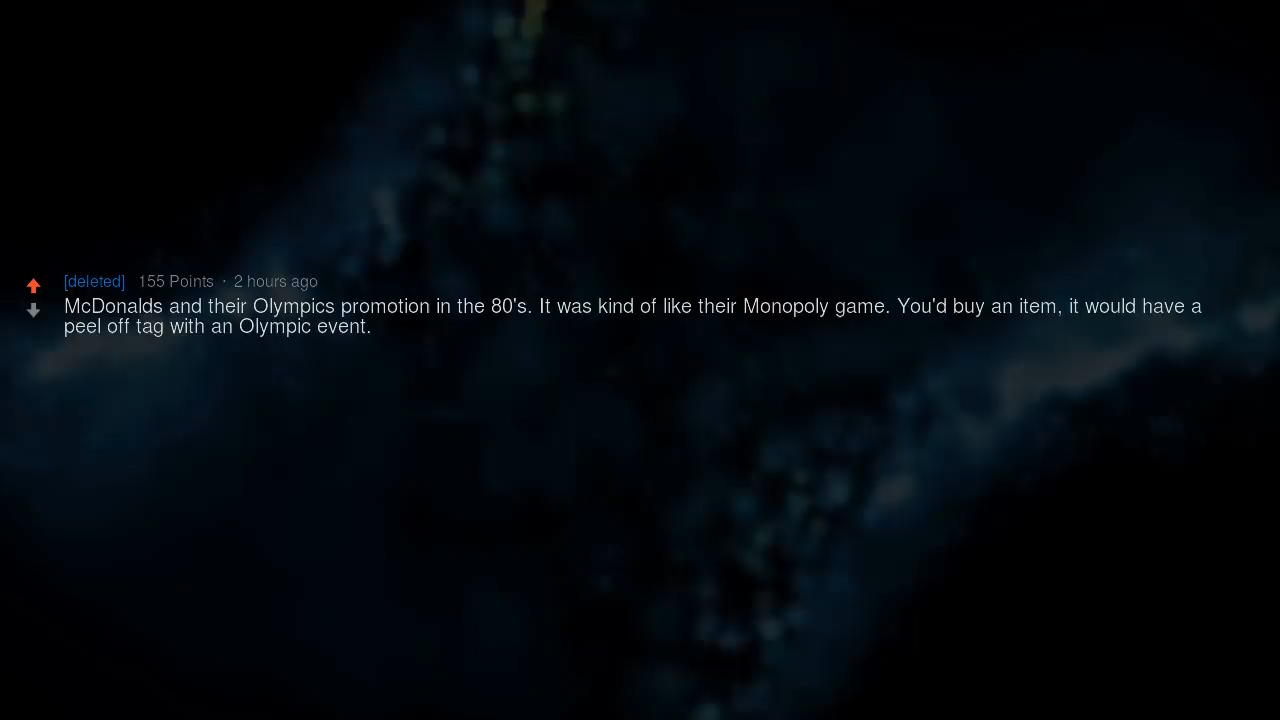 [deleted] 155 Points · 2 hours ago
McDonalds and their Olympics promotion in the 80's. It was kind of like their Monopoly game. You'd buy an item, it would have a
peel off tag with an Olympic event.